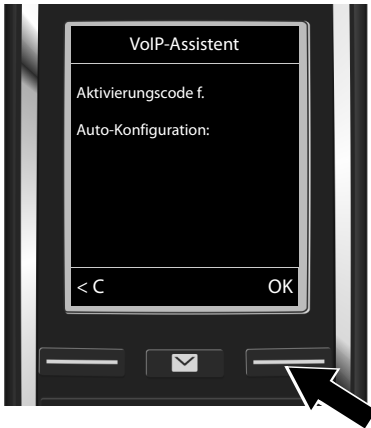 VoIP-Assistent
Aktivierungscode f.
Auto-Konfiguration:
< C OK